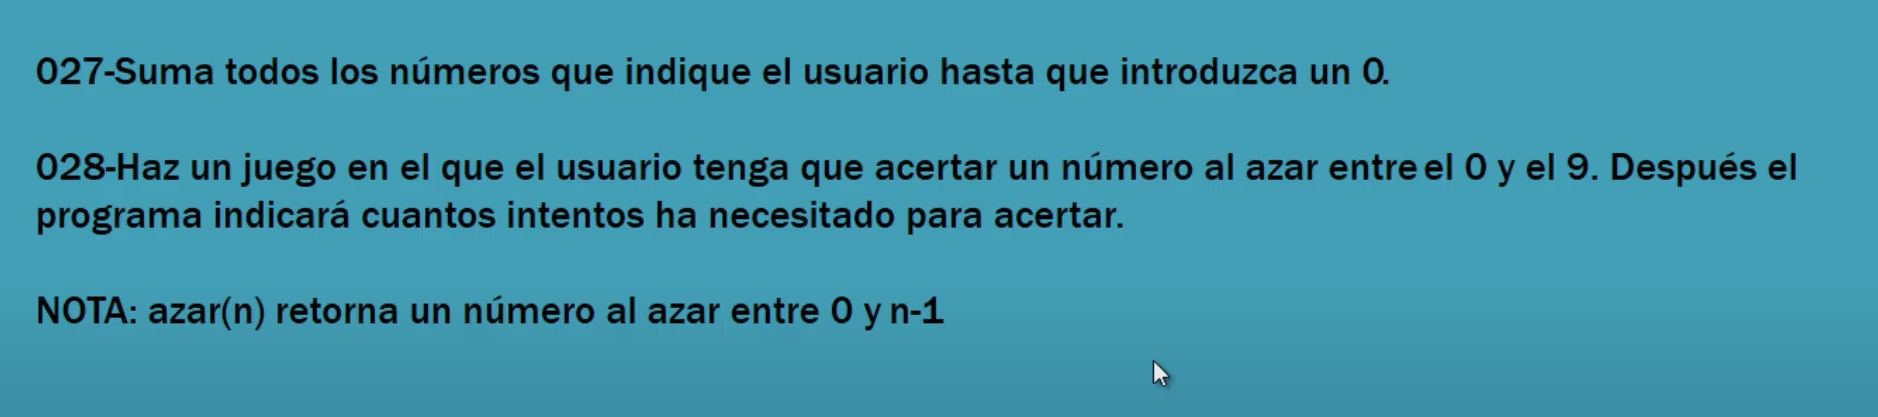 027-Suma todos los números que indique el usuario hasta que introduzca un 0.
028-Haz un juego en el que el usuario tenga que acertar un número al azar entre el 0 y el 9. Después el
programa indicará cuantos intentos ha necesitado para acertar.
NOTA: azar(n) retorna un número al azar entre 0 y n-1